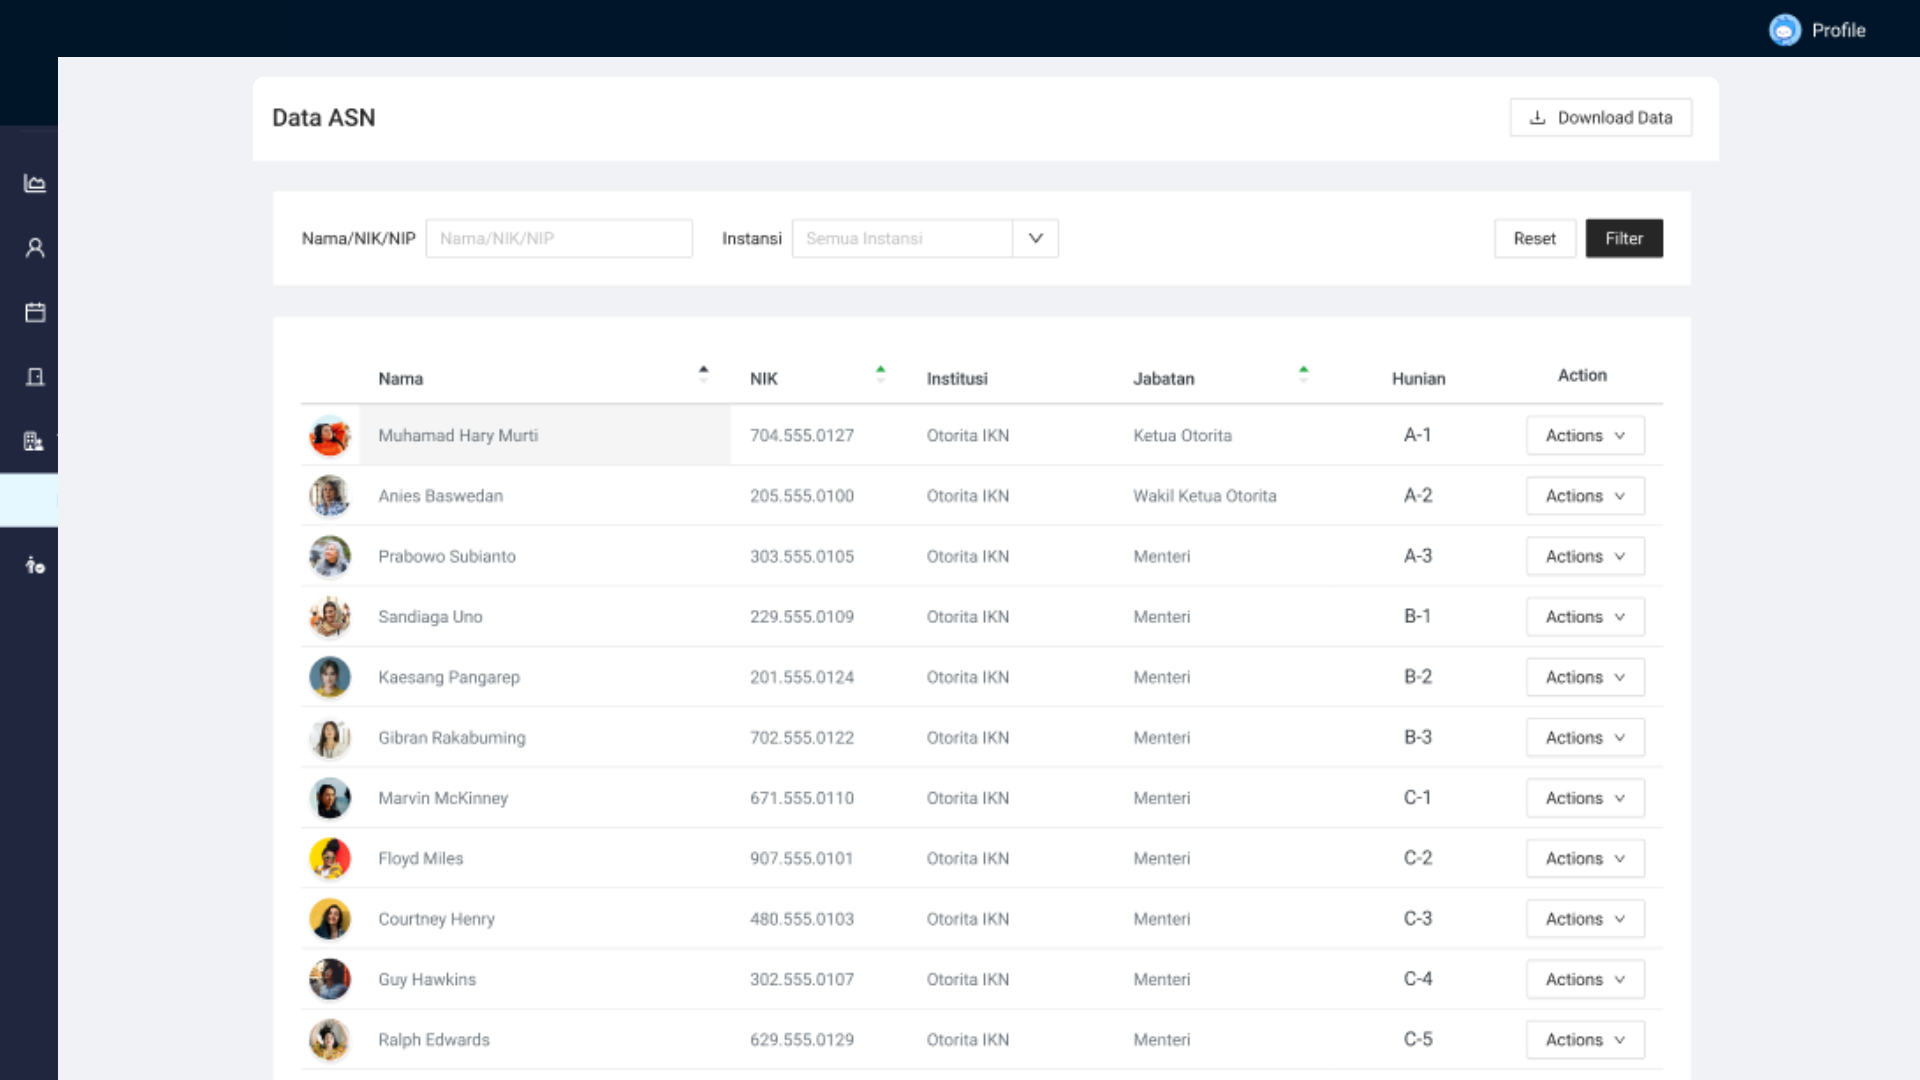 Profile
Data ASN
Download Data
Nama/NIK/NIP Nama/NIK/NIP Instansi Semua Instansi Reset Filter
Nama NIK Institusi Jabatan Hunian Action
Muhamad Hary Murti 704.555.0127 Otorita IKN Ketua Otorita A-1 Actions
Anies Baswedan 205.555.0100 Otorita IKN Wakil Ketua Otorita A-2 Actions
Prabowo Subianto 303.555.0105 Otorita IKN Menteri A-3 Actions
Sandiaga Uno 229.555.0109 Otorita IKN Menteri B-1 Actions
Kaesang Pangarep 201.555.0124 Otorita IKN Menteri B-2 Actions
Gibran Rakabuming 702.555.0122 Otorita IKN Menteri B-3 Actions
Marvin McKinney 671.555.0110 Otorita IKN Menteri C-1 Actions
Floyd Miles 907.555.0101 Otorita IKN Menteri C-2 Actions
Courtney Henry 480.555.0103 Otorita IKN Menteri C-3 Actions
Guy Hawkins 302.555.0107 Otorita IKN Menteri C-4 Actions
Ralph Edwards 629.555.0129 Otorita IKN Menteri C-5 Actions